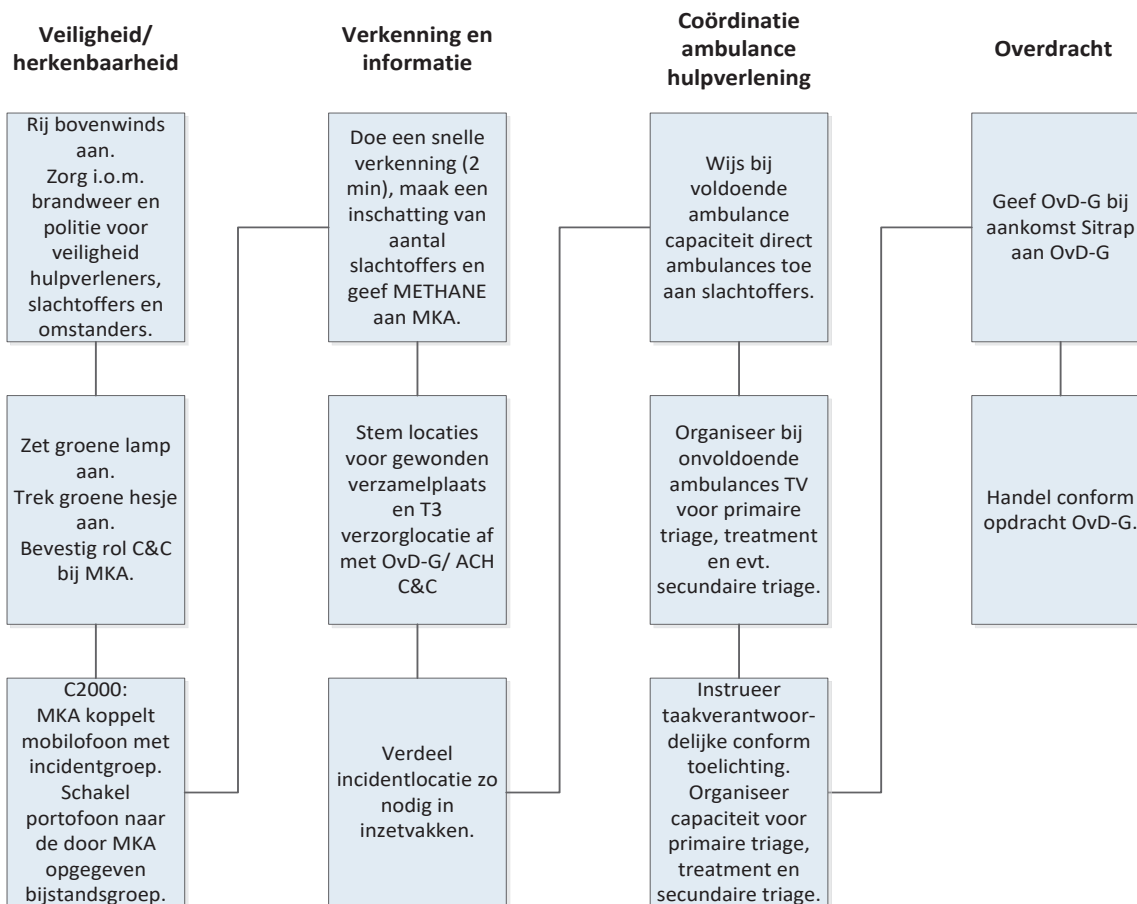 Veiligheid/
herkenbaarheid
Rij bovenwinds
aan.
Zorg i.o.m.
brandweer en
politie voor
veiligheid
hulpverleners,
slachtoffers en
omstanders.
Zet groene lamp
aan.
Trek groene hesje
aan.
Bevestig rol C&C
bij MKA.
C2000:
MKA koppelt
mobilofoon met
incidentgroep.
Schakel
portofoon naar
de door MKA
opgegeven
bijstandsgroep.
Verkenning en
informatie
Doe een snelle
verkenning (2
min), maak een
inschatting van
aantal
slachtoffers en
geef METHANE
aan MKA.
Stem locaties
voor gewonden
verzamelplaats
en T3
verzorglocatie af
met OvD-G/ ACH
C&C
Verdeel
incidentlocatie zo
nodig in
inzetvakken.
Coördinatie
ambulance
hulpverlening
Wijs bij
voldoende
ambulance
capaciteit direct
ambulances toe
aan slachtoffers.
Organiseer bij
onvoldoende
ambulances TV
voor primaire
triage, treatment
en evt.
secundaire triage.
Instrueer
taakverantwoor-
delijke conform
toelichting.
Organiseer
capaciteit voor
primaire triage,
treatment en
secundaire triage.
Overdracht
Geef OvD-G bij
aankomst Sitrap
aan OvD-G
Handel conform
opdracht OvD-G.